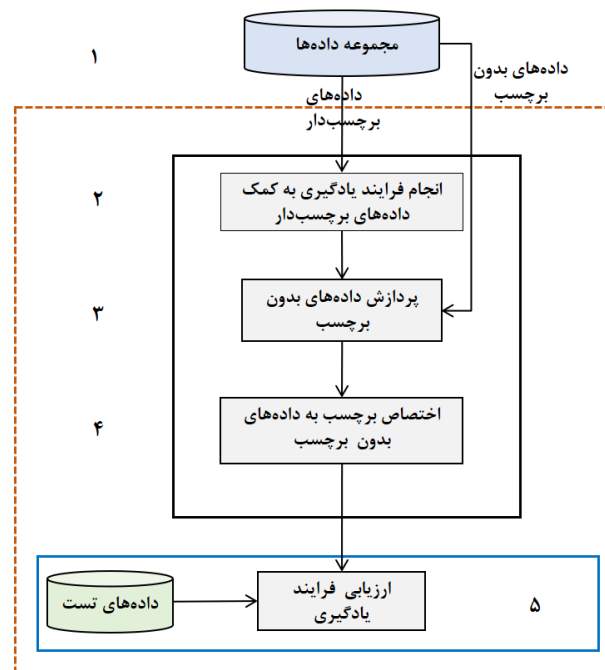 مجموعه داده‌ها
۱
داده‌های بدون
برچسب
داده‌های
برچسب‌دار
انجام فرایند یادگیری به کمک
داده‌های برچسب‌دار
۲
پردازش داده‌های بدون
برچسب
۳
اختصاص برچسب به داده‌های
بدون برچسب
۴
ارزیابی فرایند
یادگیری
داده‌های تست
۵